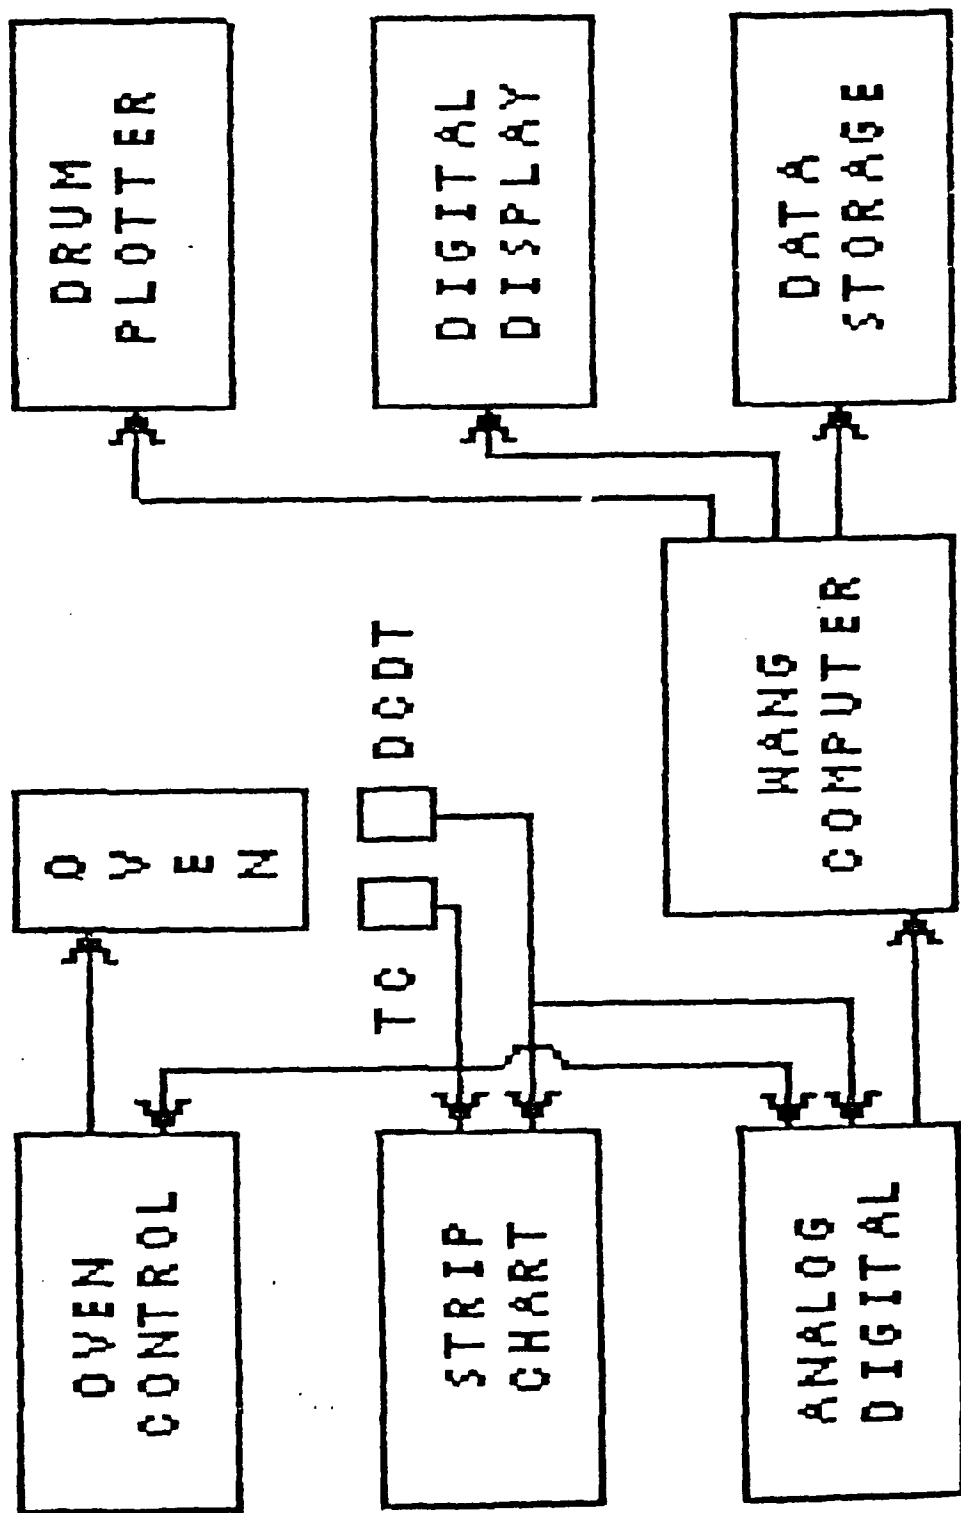 OVEN
CONTROL
OVEN
DRUM
PLOTTER
TC
DCDT
STRIP
CHART
DIGITAL
DISPLAY
ANALOG
DIGITAL
WANG
COMPUTER
DATA
STORAGE